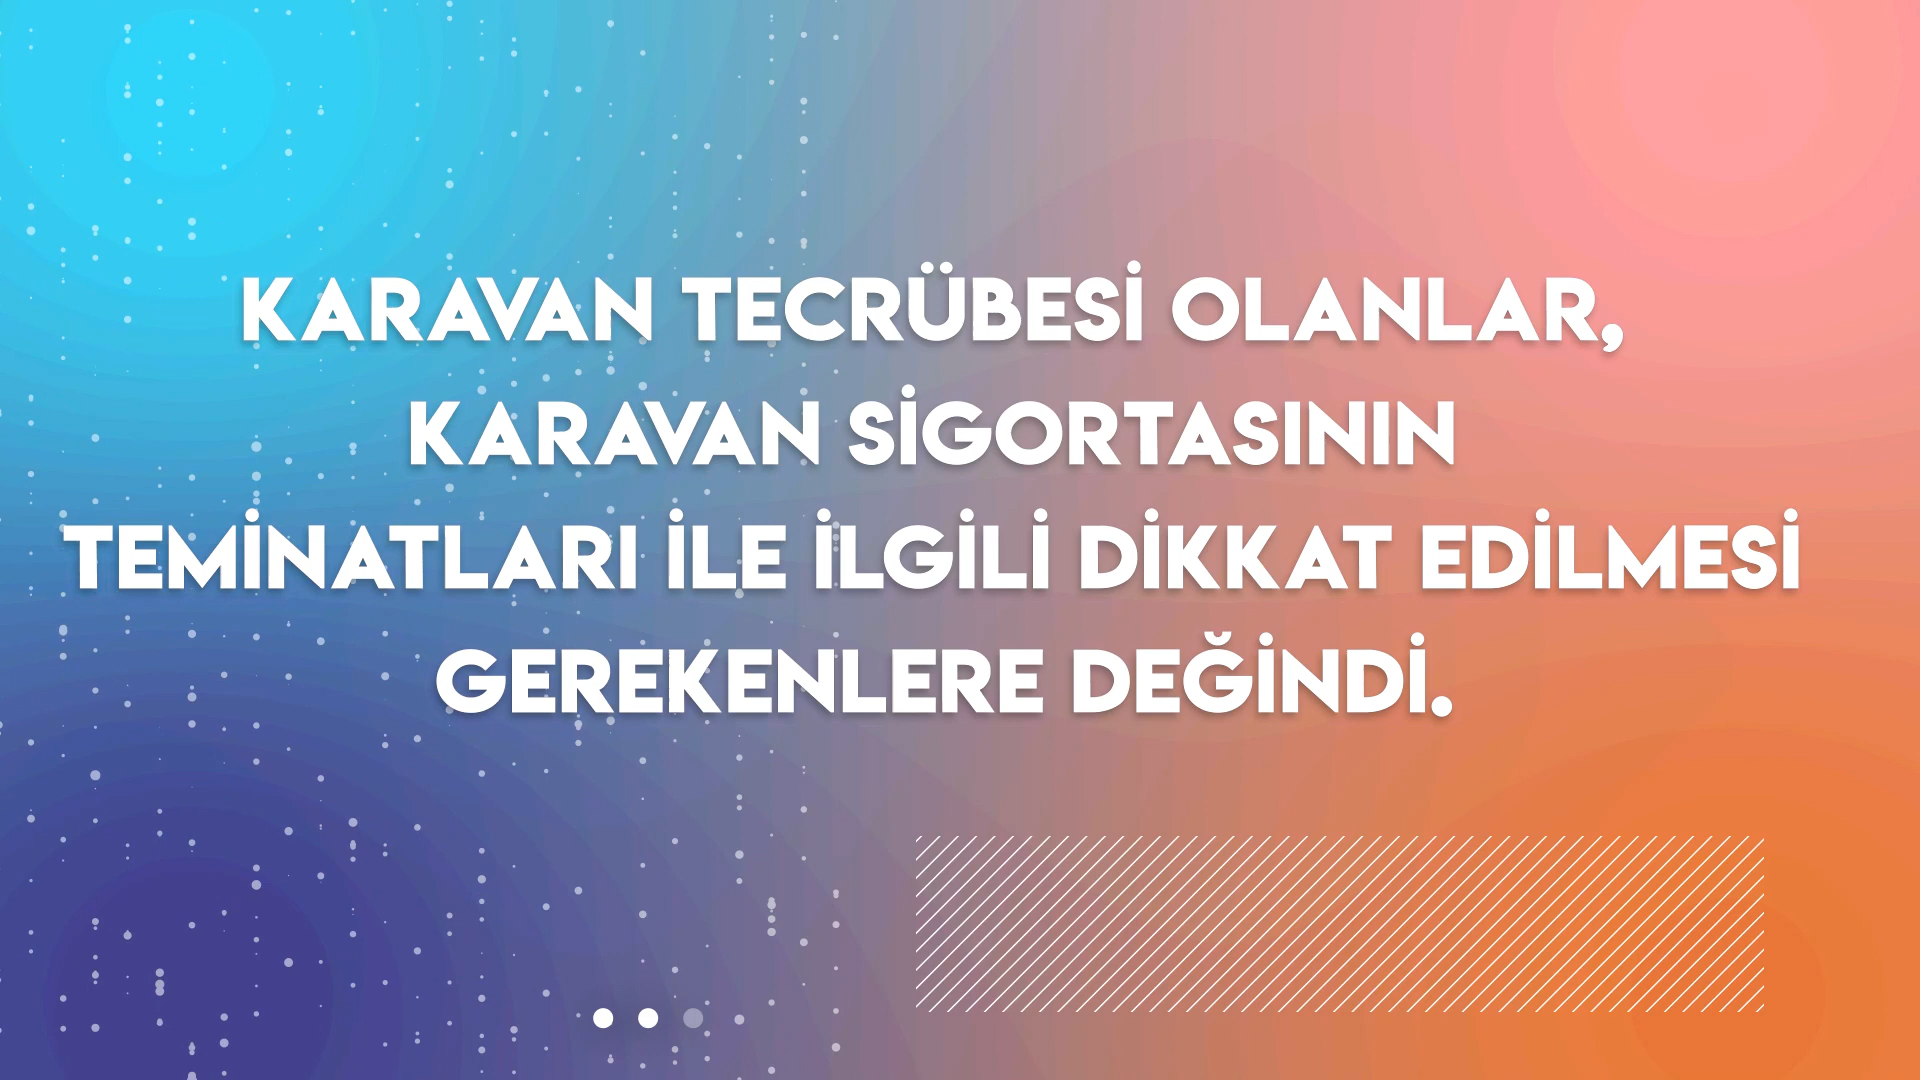 KARAVAN TECRÜBESİ OLANLAR,
KARAVAN SİGORTASININ
TEMİNATLARI İLE İLGİLİ DİKKAT EDİLMESİ
GEREKENLERE DEĞİNDİ.